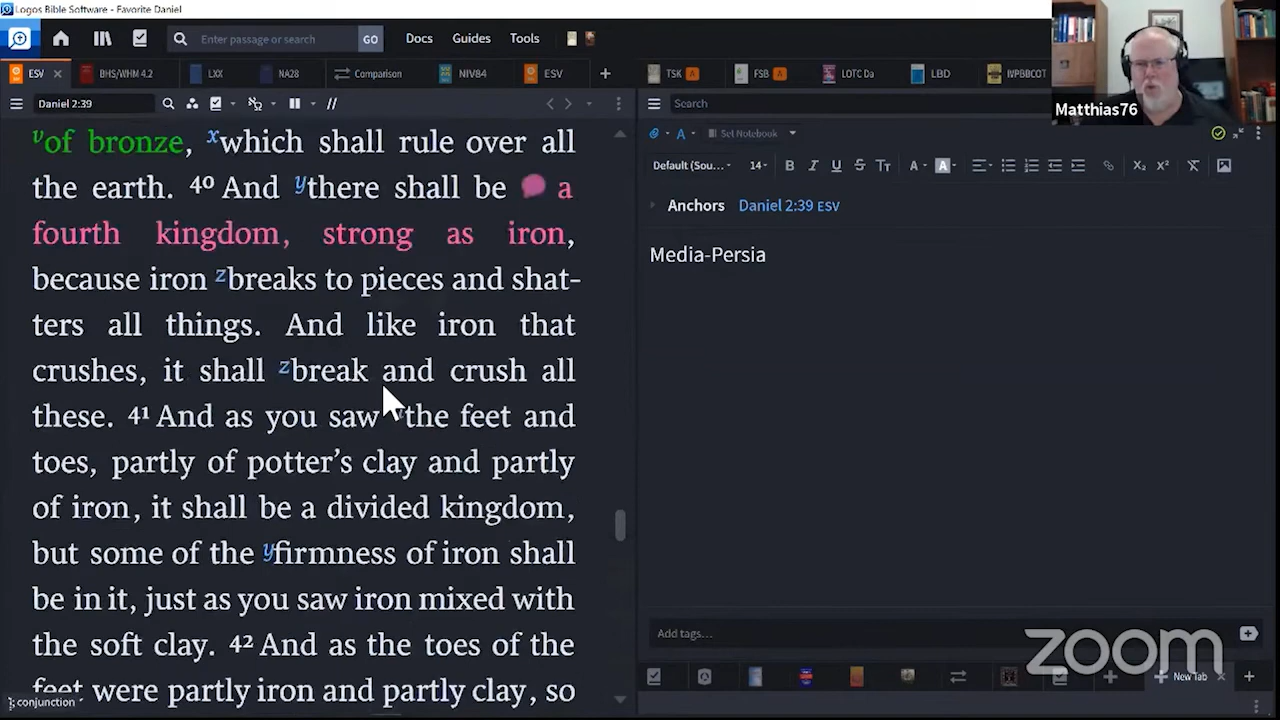 Logos Bible Software - Favorite Daniel
Enter passage or search
GO
Docs Guides Tools
ESV BHS/WHM 4.2 LXX NA28 Comparison NIV84 ESV
TSK A FSB A LOTC Da LBD IVPBBCOT
Matthias76
Daniel 2:39
Search
Set Notebook
Default (Sou... 14
Anchors Daniel 2:39 ESV
Media-Persia
v of bronze, x which shall rule over all
the earth. 40 And y there shall be a
fourth kingdom, strong as iron,
because iron z breaks to pieces and shat-
ters all things. And like iron that
crushes, it shall z break and crush all
these. 41 And as you saw the feet and
toes, partly of potter's clay and partly
of iron, it shall be a divided kingdom,
but some of the y firmness of iron shall
be in it, just as you saw iron mixed with
the soft clay. 42 And as the toes of the
feet were partly iron and partly clay, so
conjunction
Add tags...
zoom
New Tab